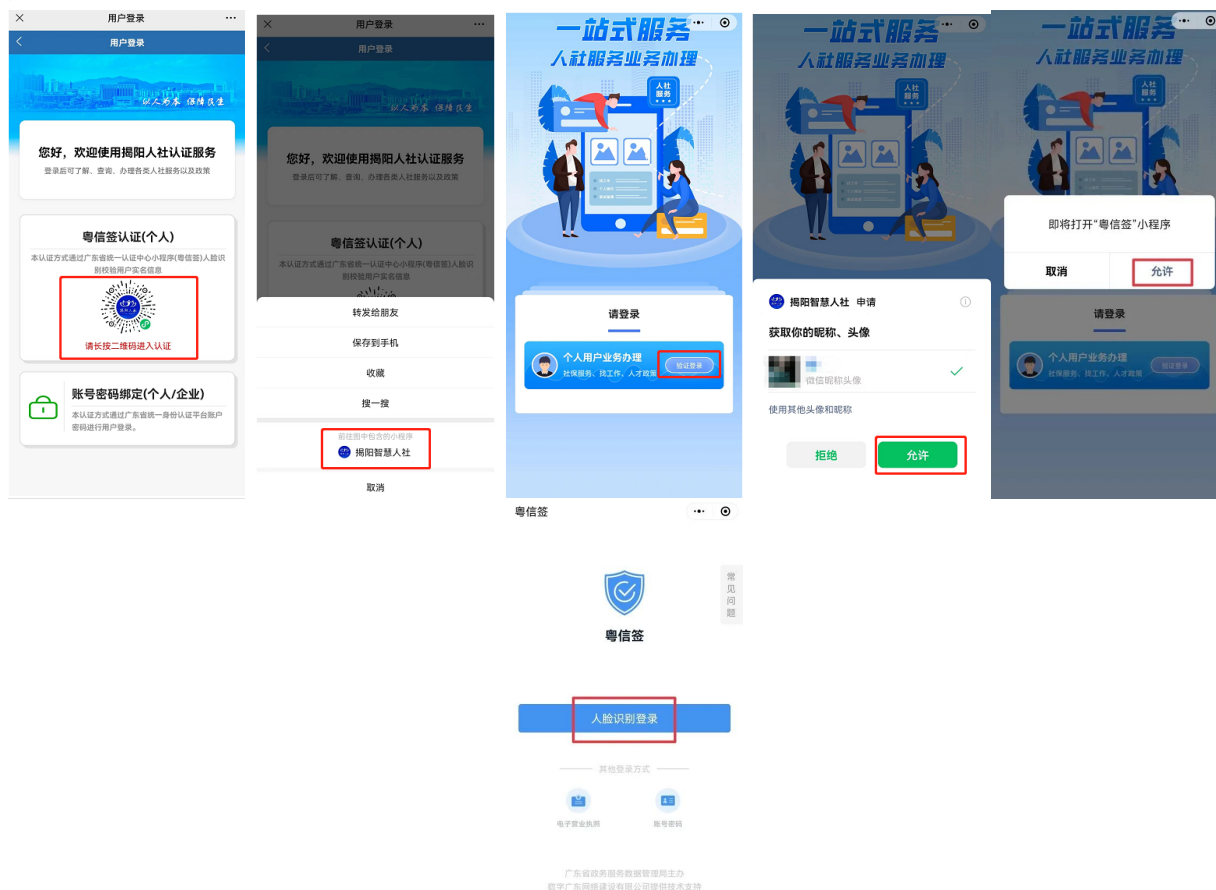 用户登录
用户登录
以人为本 保障民生
您好，欢迎使用揭阳人社认证服务
登录后可了解、查询、办理各类人社服务以及政策
粤信签认证(个人)
本认证方式通过广东省统一认证中心小程序(粤信签)人脸识
别校验用户实名信息
请长按二维码进入认证
账号密码绑定(个人/企业)
本认证方式通过广东省统一身份认证平台账户
密码进行用户登录。
用户登录
用户登录
以人为本 保障民生
您好，欢迎使用揭阳人社认证服务
登录后可了解、查询、办理各类人社服务以及政策
粤信签认证(个人)
本认证方式通过广东省统一认证中心小程序(粤信签)人脸识
别校验用户实名信息
转发给朋友
保存到手机
收藏
搜一搜
前往图中包含的小程序
揭阳智慧人社
取消
一站式服务
人社服务业务办理
人社
服务
请登录
个人用户业务办理
社保服务、找工作、人才政策
验证登录
一站式服务
人社服务业务办理
人社
服务
揭阳智慧人社 申请
获取你的昵称、头像
微信昵称头像
使用其他头像和昵称
拒绝
允许
一站式服务
人社服务业务办理
人社
服务
即将打开“粤信签”小程序
取消
允许
请登录
个人用户业务办理
社保服务、找工作、人才政策
验证登录
粤信签
常见问题
粤信签
人脸识别登录
其他登录方式
电子营业执照
账号密码
广东省政务服务数据管理局主办
数字广东网络建设有限公司提供技术支持